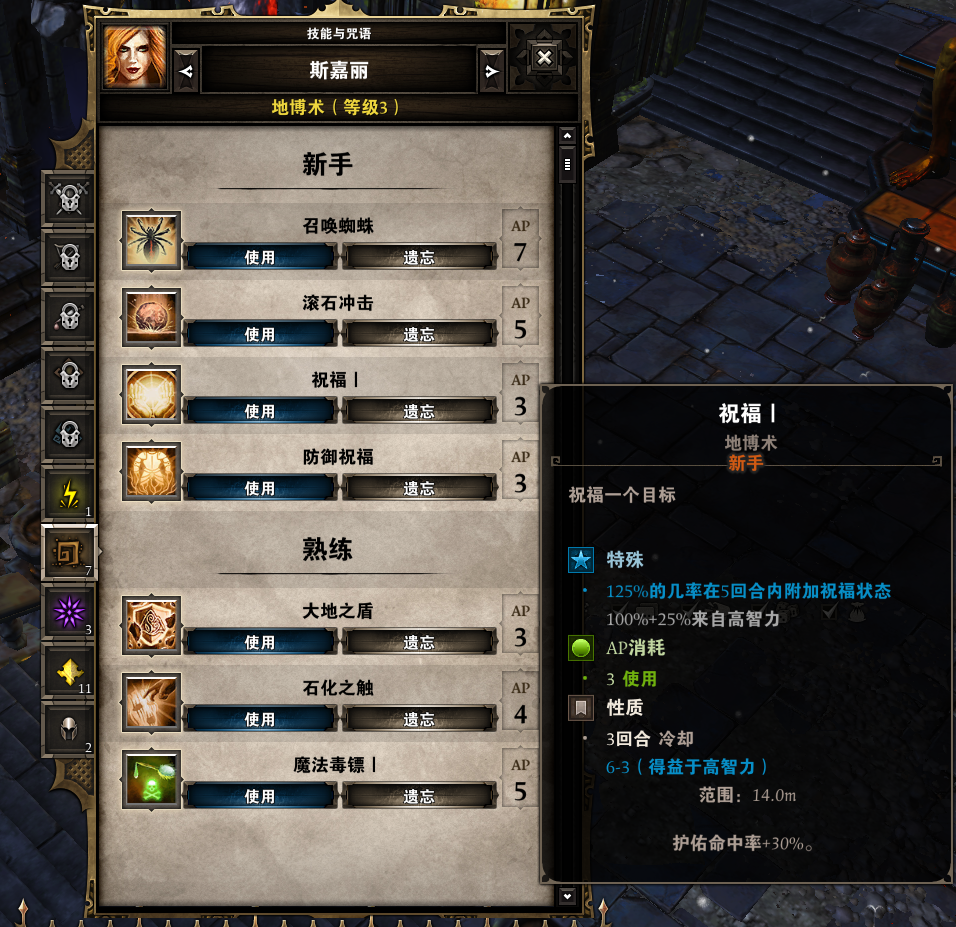 技能与咒语
斯嘉丽
地博术（等级3）
新手
召唤蜘蛛
AP
使用
遗忘
7
滚石冲击
AP
使用
遗忘
5
祝福 |
AP
使用
遗忘
3
防御祝福
AP
使用
遗忘
3
熟练
大地之盾
AP
使用
遗忘
3
石化之触
AP
使用
遗忘
4
魔法毒镖 |
AP
使用
遗忘
5
1
7
3
11
2
祝福 |
地博术
新手
祝福一个目标
特殊
125%的几率在5回合内附加祝福状态
100%+25%来自高智力
AP消耗
3 使用
性质
3回合 冷却
6-3（得益于高智力）
范围：14.0m
护佑命中率+30%。